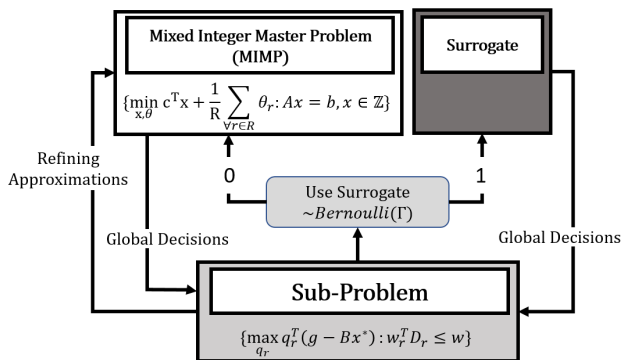 Mixed Integer Master Problem
(MIMP)
{min_{x,θ} cᵀx + 1/R ∑_{∀r∈R} θ_r: Ax = b, x ∈ ℤ}
Surrogate
Refining
Approximations
0
1
Use Surrogate
~Bernoulli(Γ)
Global Decisions
Global Decisions
Sub-Problem
{max_{q_r} q_r^T(g − Bx*): w_r^T D_r ≤ w}